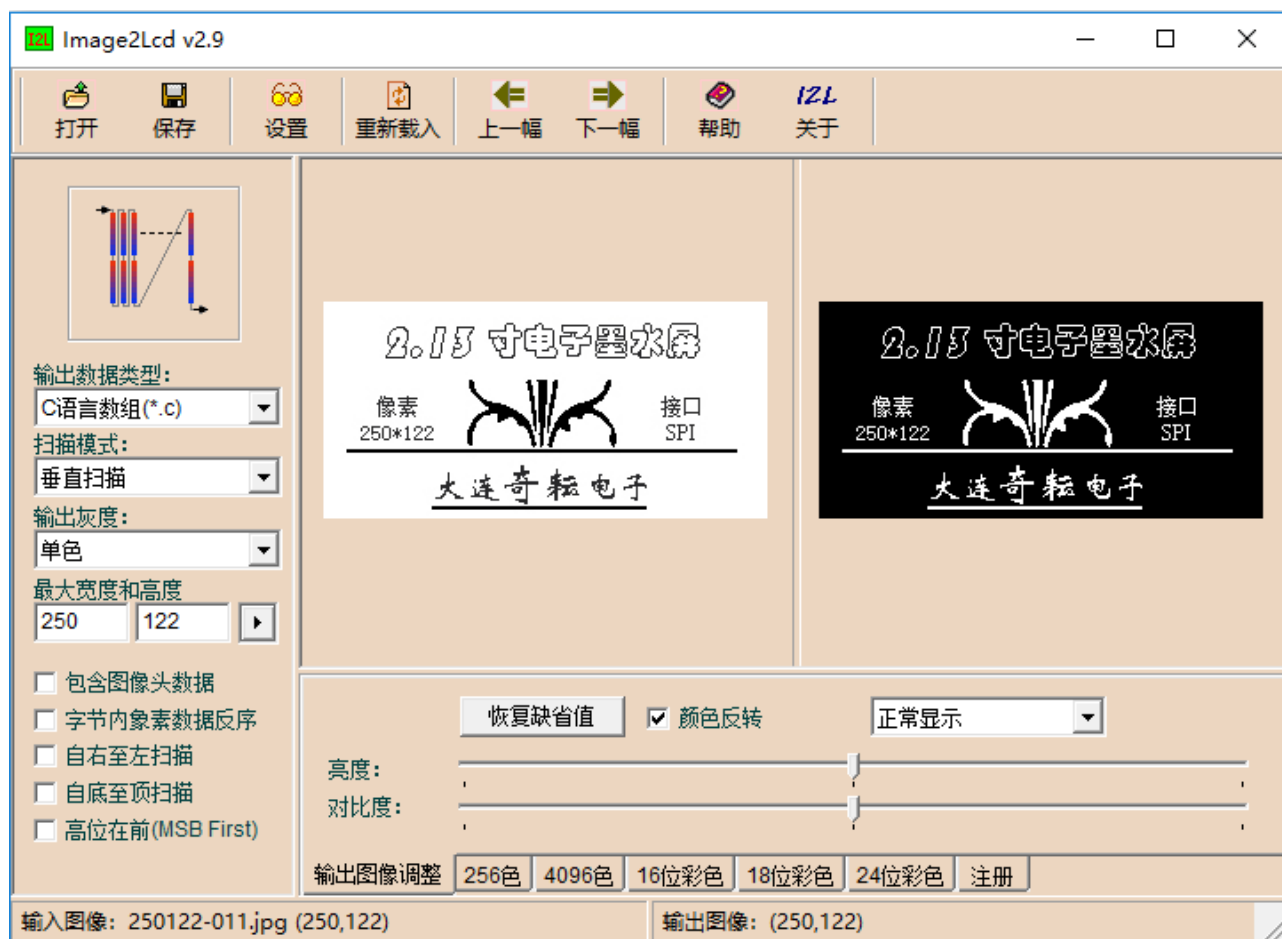 I2L Image2Lcd v2.9
打开 保存 设置 重新载入 上一幅 下一幅 帮助 I2L 关于
输出数据类型:
C语言数组(*.c)
扫描模式:
垂直扫描
输出灰度:
单色
最大宽度和高度
250 122
包含图像头数据
字节内象素数据反序
自右至左扫描
自底至顶扫描
高位在前(MSB First)
2.13 寸电子墨水屏
像素 接口
250*122 SPI
大连奇耘电子
2.13 寸电子墨水屏
像素 接口
250*122 SPI
大连奇耘电子
恢复缺省值 颜色反转 正常显示
亮度:
对比度:
输出图像调整 256色 4096色 16位彩色 18位彩色 24位彩色 注册
输入图像: 250122-011.jpg (250,122) 输出图像: (250,122)